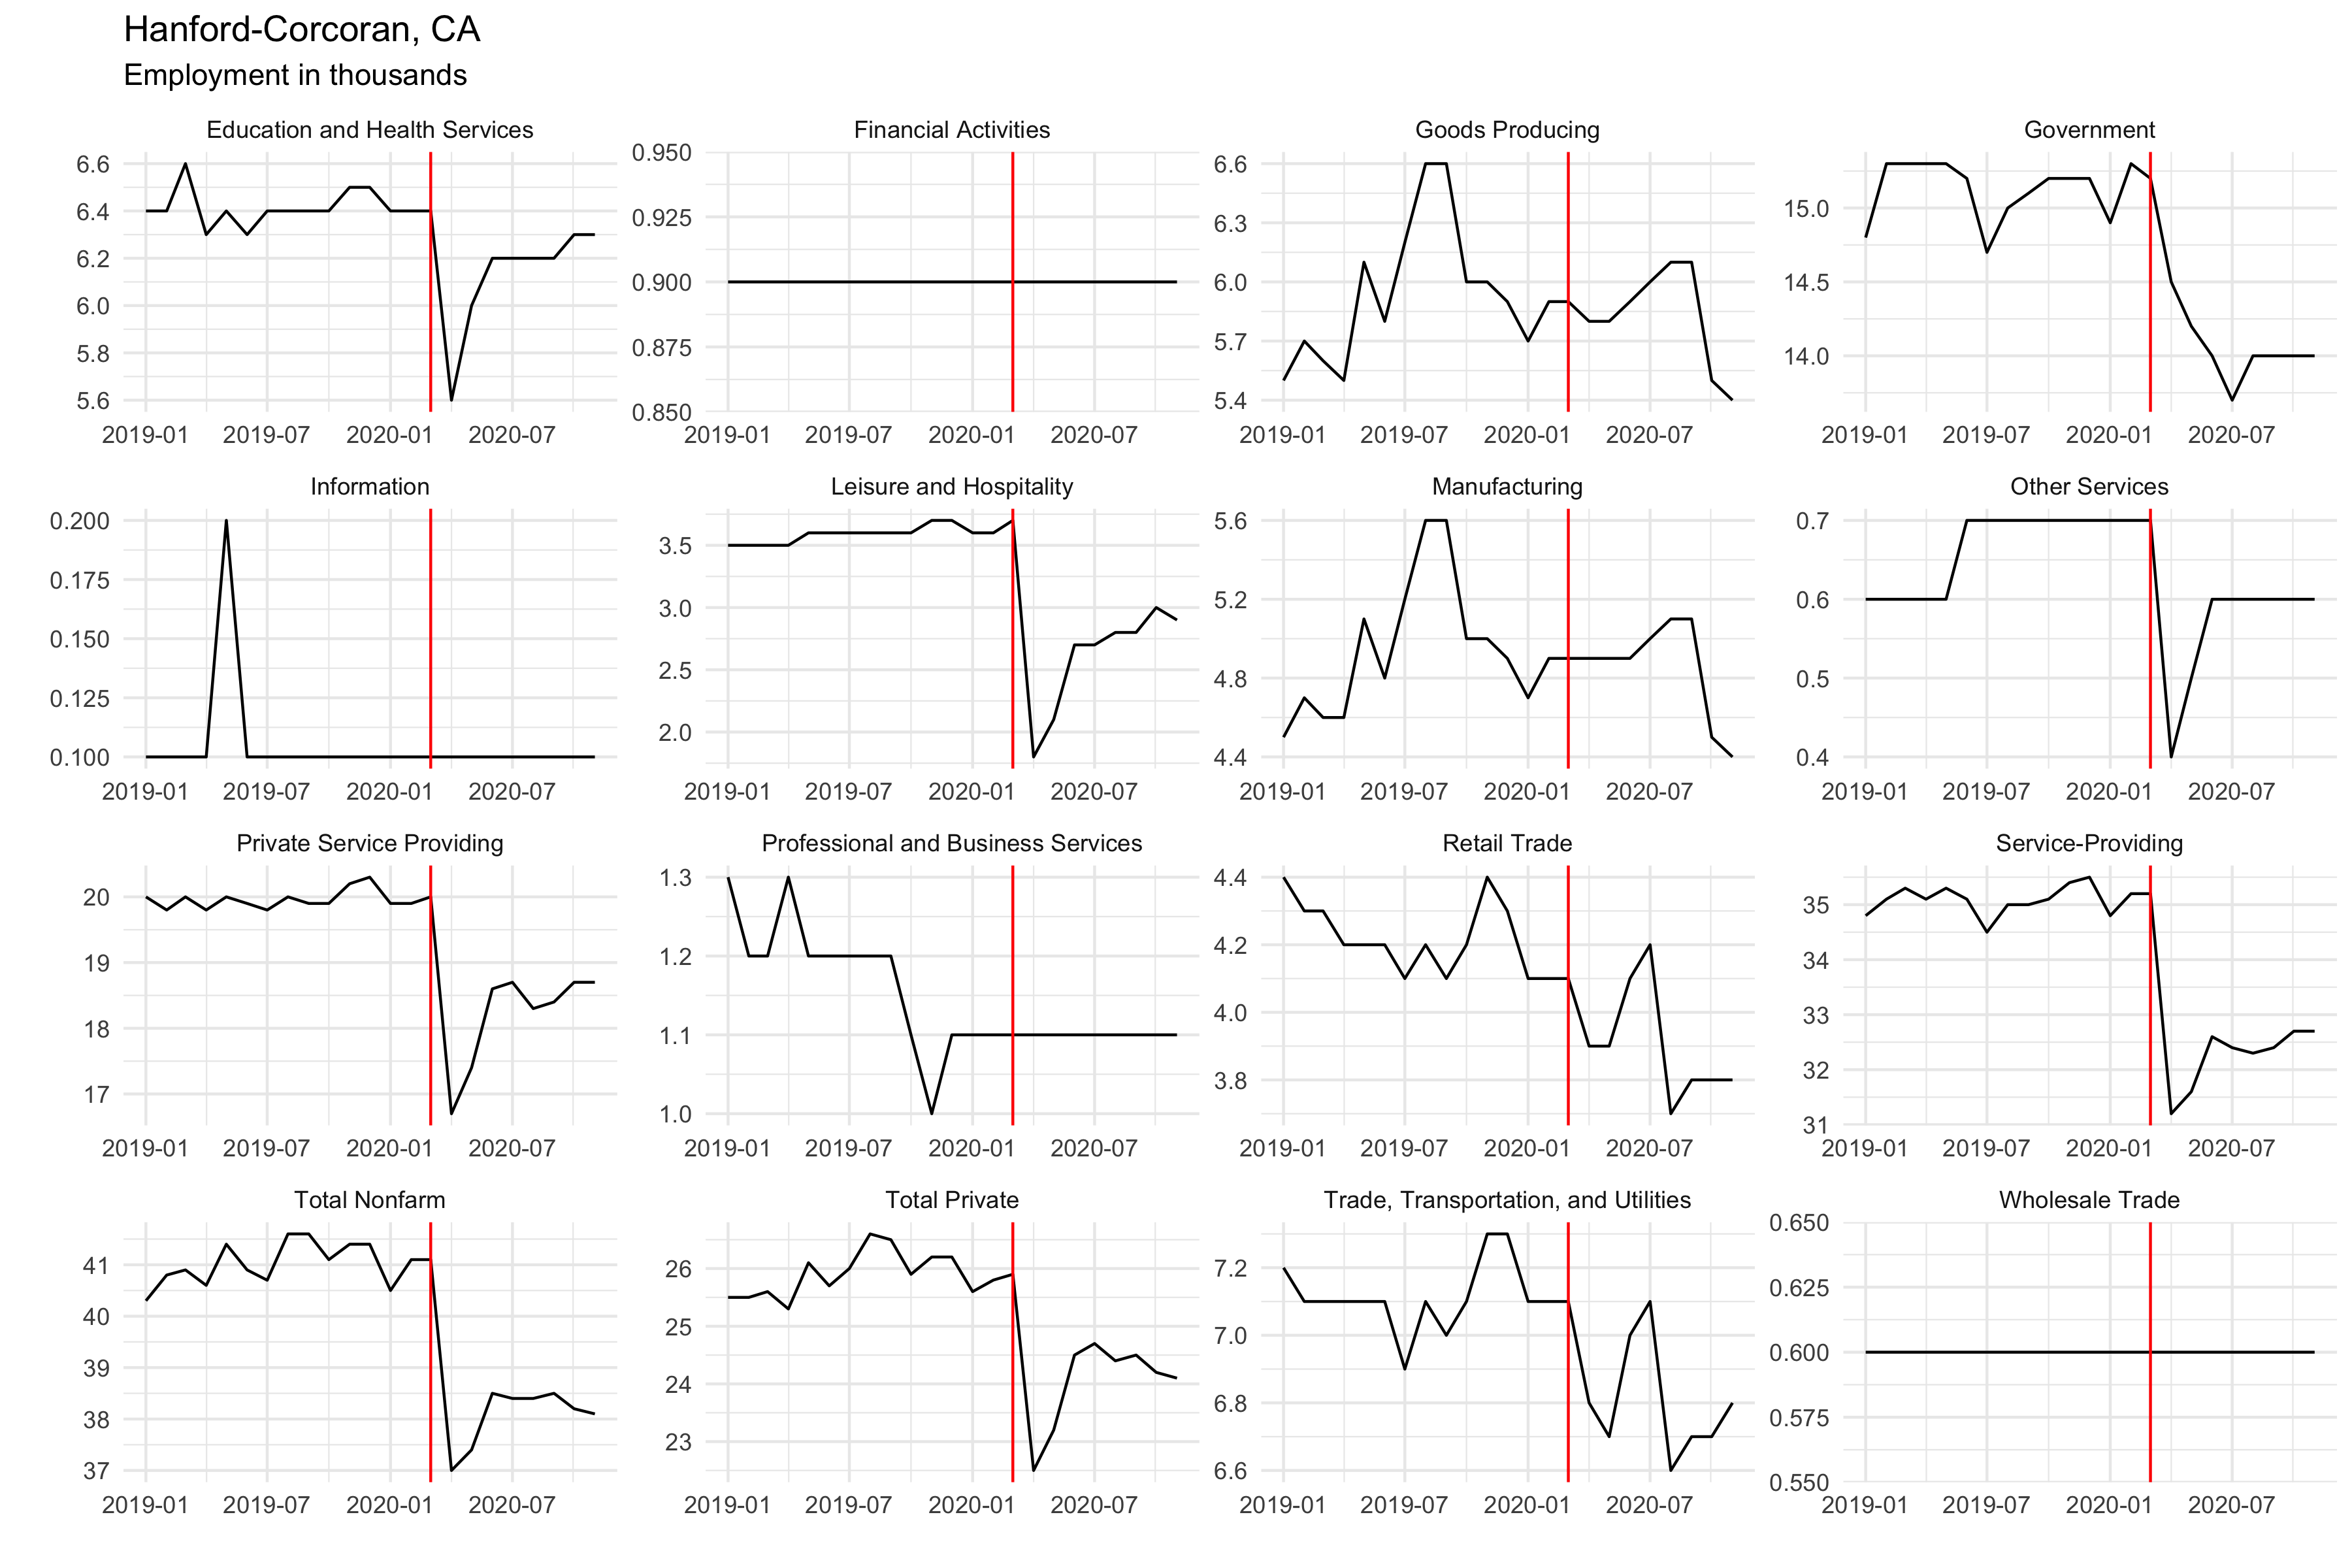 Hanford-Corcoran, CA
Employment in thousands
Education and Health Services
6.6
6.4
6.2
6.0
5.8
5.6
2019-01 2019-07 2020-01 2020-07
Financial Activities
0.950
0.925
0.900
0.875
0.850
2019-01 2019-07 2020-01 2020-07
Goods Producing
6.6
6.3
6.0
5.7
5.4
2019-01 2019-07 2020-01 2020-07
Government
15.0
14.5
14.0
2019-01 2019-07 2020-01 2020-07
Information
0.200
0.175
0.150
0.125
0.100
2019-01 2019-07 2020-01 2020-07
Leisure and Hospitality
3.5
3.0
2.5
2.0
2019-01 2019-07 2020-01 2020-07
Manufacturing
5.6
5.2
4.8
4.4
2019-01 2019-07 2020-01 2020-07
Other Services
0.7
0.6
0.5
0.4
2019-01 2019-07 2020-01 2020-07
Private Service Providing
20
19
18
17
2019-01 2019-07 2020-01 2020-07
Professional and Business Services
1.3
1.2
1.1
1.0
2019-01 2019-07 2020-01 2020-07
Retail Trade
4.4
4.2
4.0
3.8
2019-01 2019-07 2020-01 2020-07
Service-Providing
35
34
33
32
31
2019-01 2019-07 2020-01 2020-07
Total Nonfarm
41
40
39
38
37
2019-01 2019-07 2020-01 2020-07
Total Private
26
25
24
23
2019-01 2019-07 2020-01 2020-07
Trade, Transportation, and Utilities
7.2
7.0
6.8
6.6
2019-01 2019-07 2020-01 2020-07
Wholesale Trade
0.650
0.625
0.600
0.575
0.550
2019-01 2019-07 2020-01 2020-07